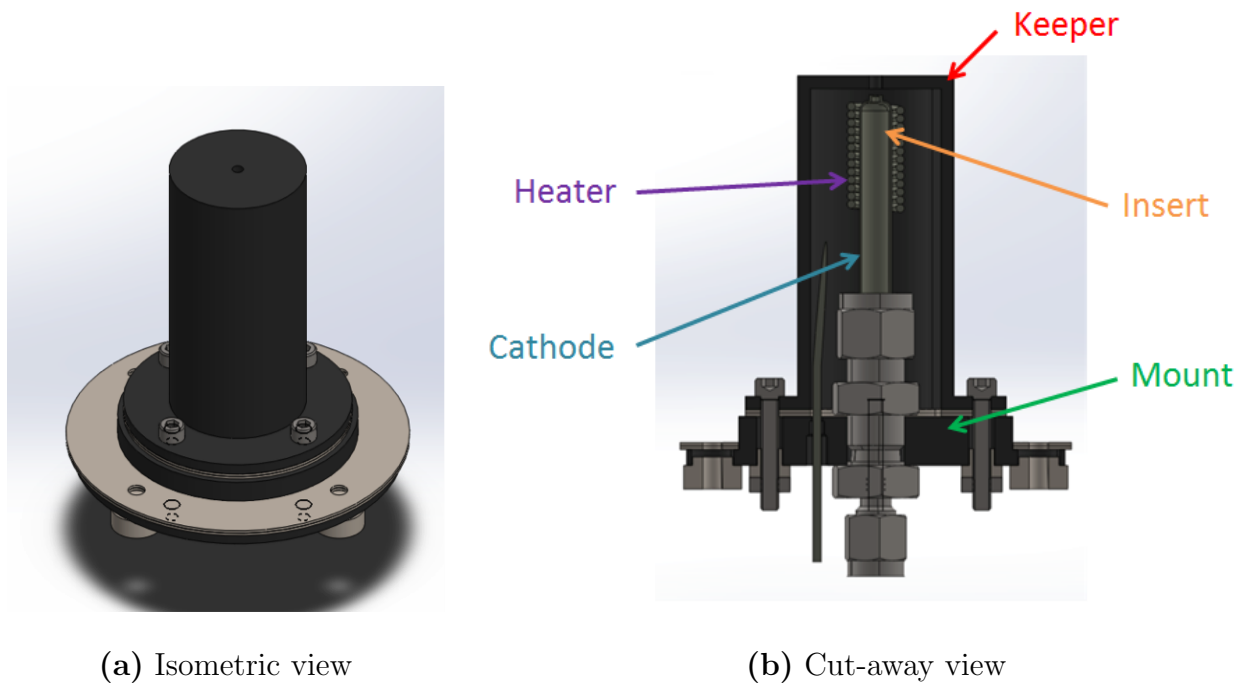 Keeper
Heater
Insert
Cathode
Mount
(a) Isometric view
(b) Cut-away view